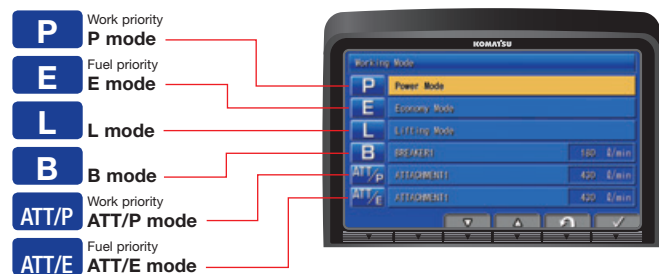 P
Work priority
P mode
E
Fuel priority
E mode
L
L mode
B
B mode
ATT/P
Work priority
ATT/P mode
ATT/E
Fuel priority
ATT/E mode
KOMATSU
Working Mode
P Power Mode
E Economy Mode
L Lifting Mode
B BREAKER1 160 ℓ/min
ATT/P ATTACHMENT1 430 ℓ/min
ATT/E ATTACHMENT1 430 ℓ/min